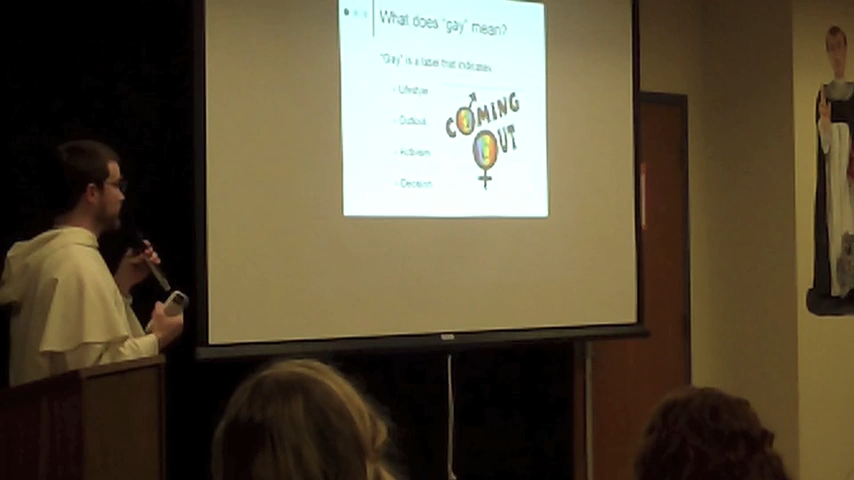 What does "gay" mean?
"Gay" is a label that indicates
Lifestyle
Outlook
Activism
Decision
COMING
OUT